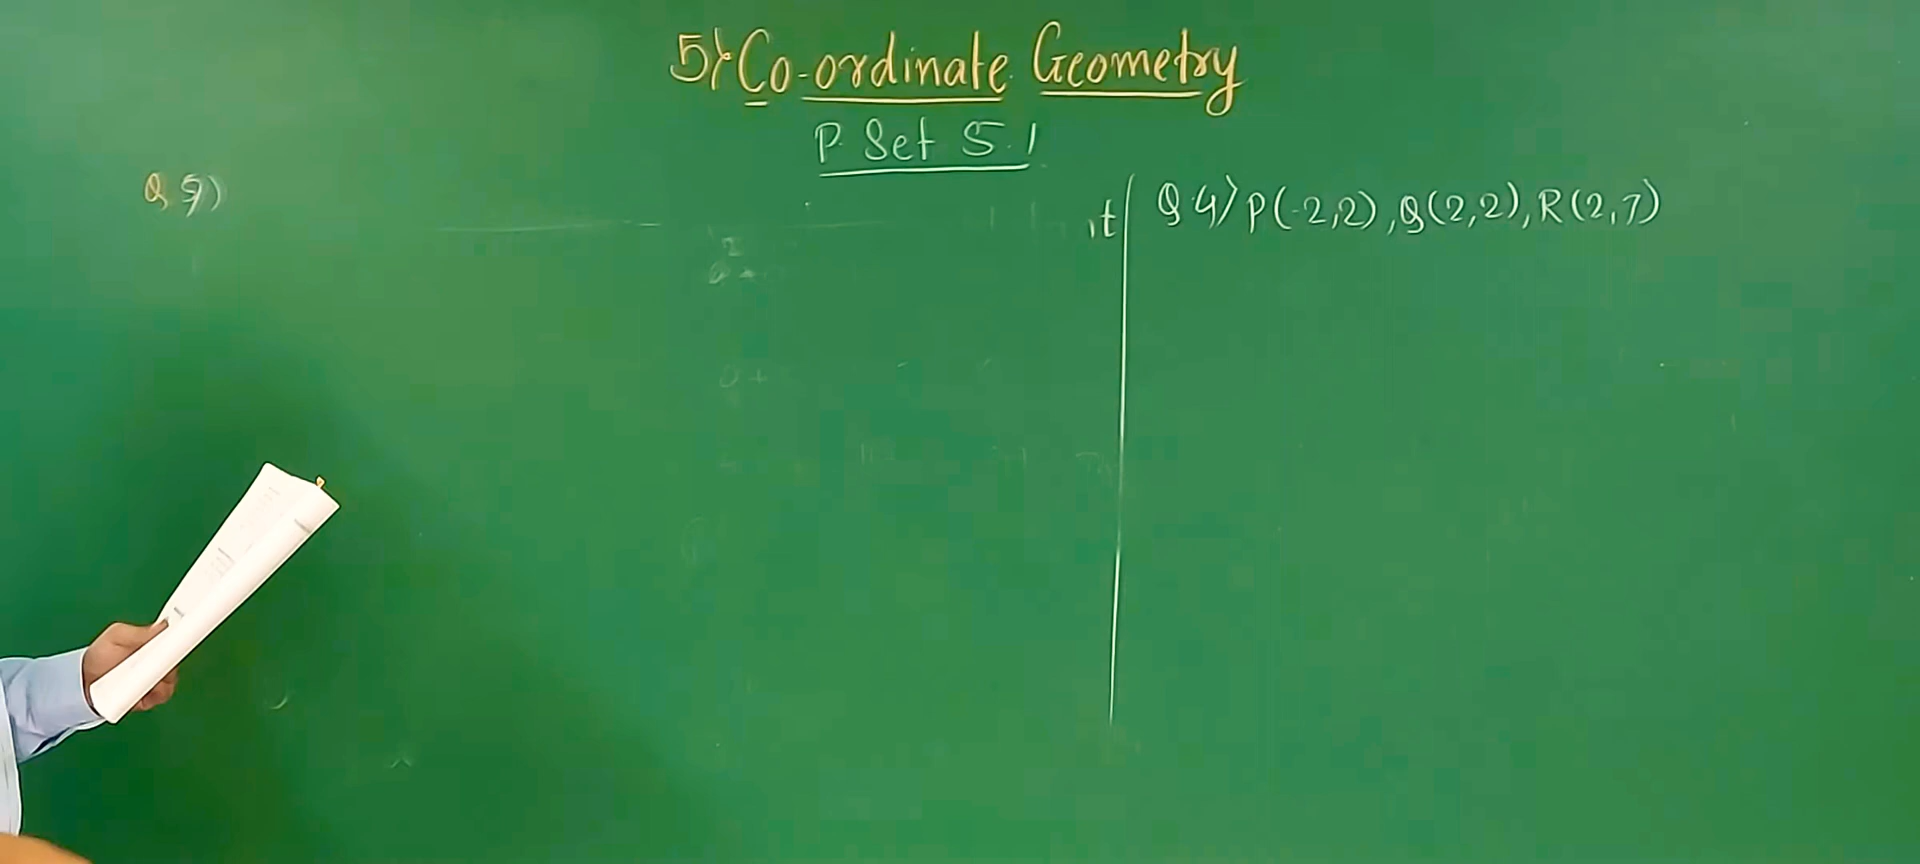 5) Co-ordinate Geometry
P. Set 5.1
Q 5)
Q.4) P(-2,2), Q(2,2), R(2,7)